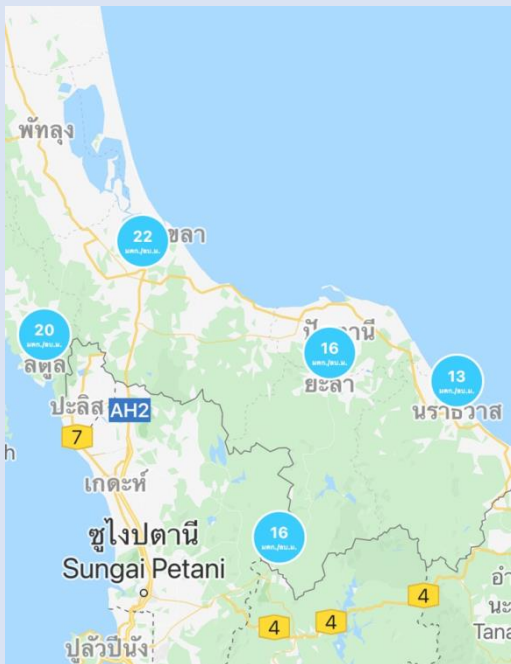 พัทลุง
22
มคก./ลบ.ม.
ขลา
20
มคก./ลบ.ม.
สตูล
16
มคก./ลบ.ม.
ยะลา
13
มคก./ลบ.ม.
นราธิวาส
ปะลิส
AH2
7
h
เกดะห์
16
มคก./ลบ.ม.
ซูไงปตานี
Sungai Petani
4
4
4
อำ
นะ
Tana
ปูลัวปีนัง